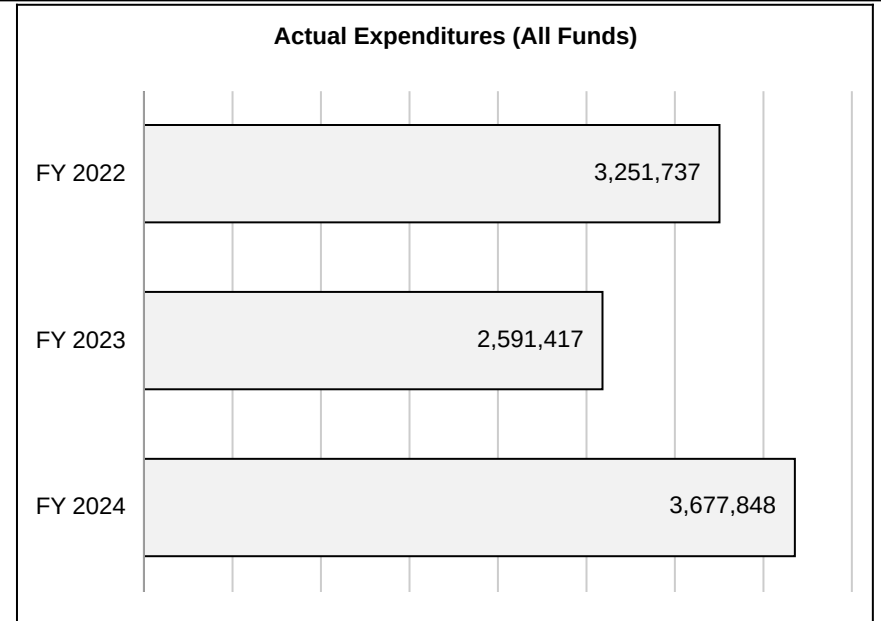 Actual Expenditures (All Funds)
FY 2022
3,251,737
FY 2023
2,591,417
FY 2024
3,677,848